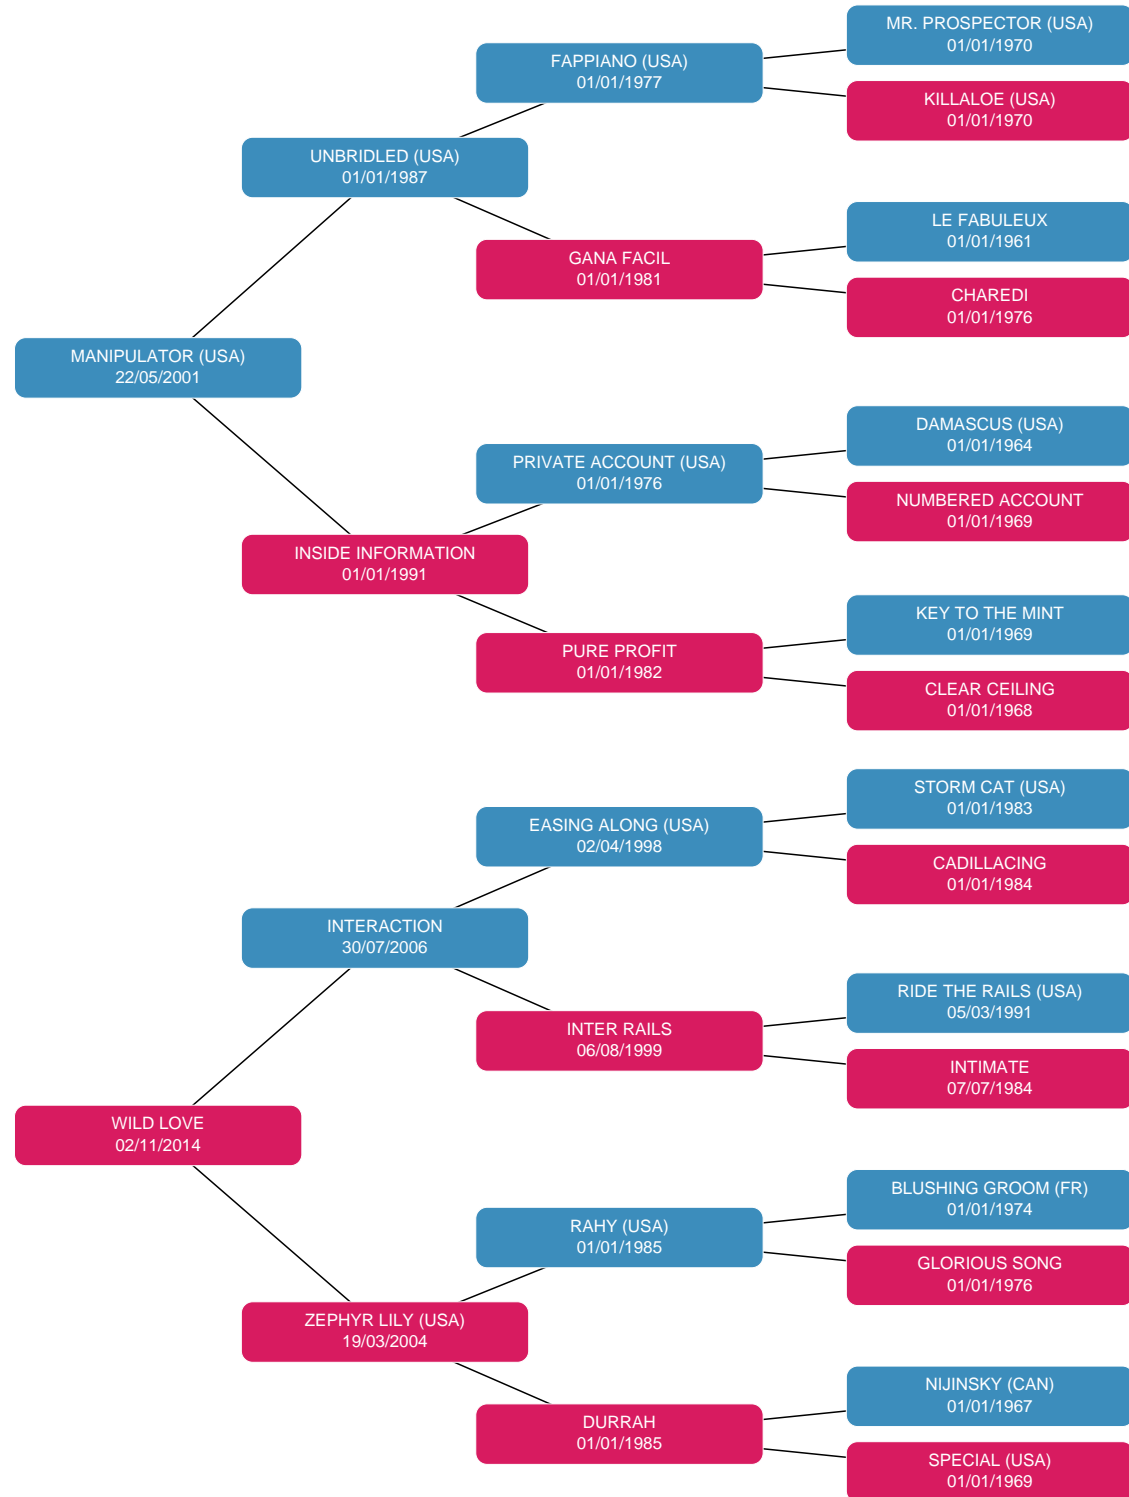 MR. PROSPECTOR (USA)
01/01/1970
FAPPIANO (USA)
01/01/1977
KILLALOE (USA)
01/01/1970
UNBRIDLED (USA)
01/01/1987
LE FABULEUX
01/01/1961
GANA FACIL
01/01/1981
CHAREDI
01/01/1976
MANIPULATOR (USA)
22/05/2001
DAMASCUS (USA)
01/01/1964
PRIVATE ACCOUNT (USA)
01/01/1976
NUMBERED ACCOUNT
01/01/1969
INSIDE INFORMATION
01/01/1991
KEY TO THE MINT
01/01/1969
PURE PROFIT
01/01/1982
CLEAR CEILING
01/01/1968
STORM CAT (USA)
01/01/1983
EASING ALONG (USA)
02/04/1998
CADILLACING
01/01/1984
INTERACTION
30/07/2006
RIDE THE RAILS (USA)
05/03/1991
INTER RAILS
06/08/1999
INTIMATE
07/07/1984
WILD LOVE
02/11/2014
BLUSHING GROOM (FR)
01/01/1974
RAHY (USA)
01/01/1985
GLORIOUS SONG
01/01/1976
ZEPHYR LILY (USA)
19/03/2004
NIJINSKY (CAN)
01/01/1967
DURRAH
01/01/1985
SPECIAL (USA)
01/01/1969